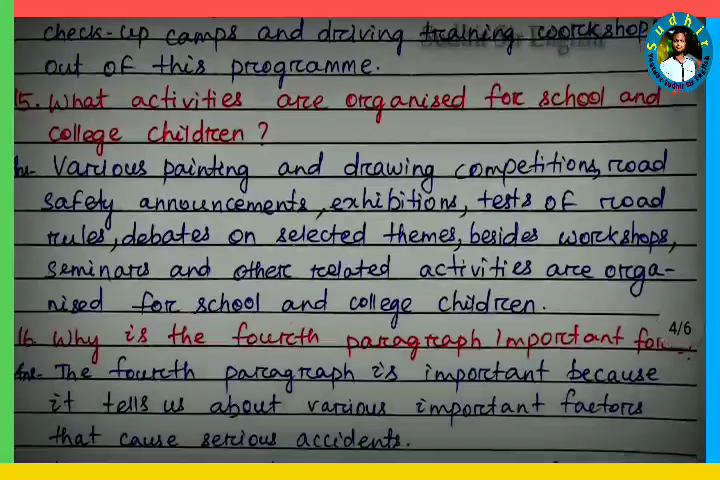 check-up camps and driving training workshop
out of this programme.
15. What activities are organised for school and
college children?
Ans- Various painting and drawing competitions, road
safety announcements, exhibitions, tests of road
rules, debates on selected themes, besides workshops,
seminars and other related activities are orga-
nised for school and college children.
16. Why is the fourth paragraph important for...
4/6
Ans- The fourth paragraph is important because
it tells us about various important factors
that cause serious accidents.
Sudhir
Sudhir Sir English